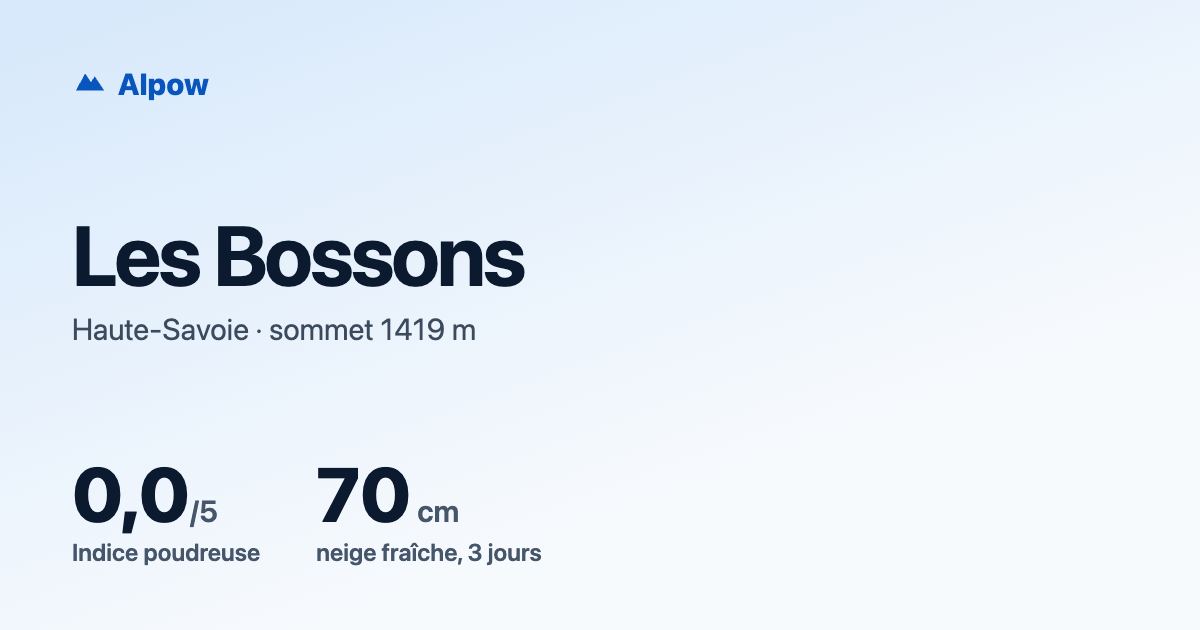 Alpow
Les Bossons
Haute-Savoie · sommet 1419 m
0,0/5
Indice poudreuse
70 cm
neige fraîche, 3 jours